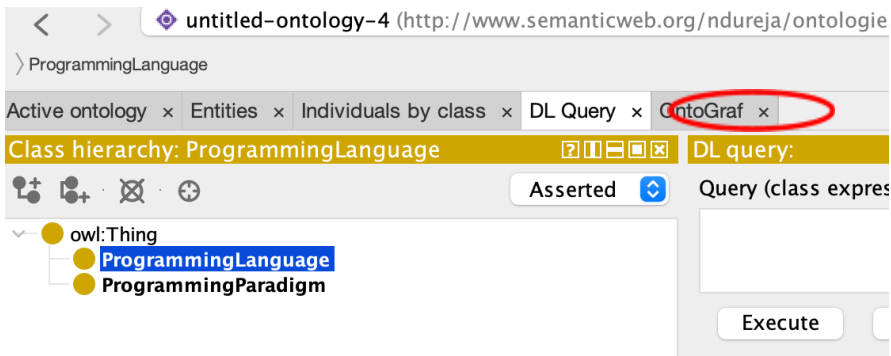 untitled-ontology-4 (http://www.semanticweb.org/ndureja/ontologie
ProgrammingLanguage
Active ontology × Entities × Individuals by class × DL Query × OntoGraf ×
Class hierarchy: ProgrammingLanguage
DL query:
Asserted
Query (class expres
owl:Thing
ProgrammingLanguage
ProgrammingParadigm
Execute